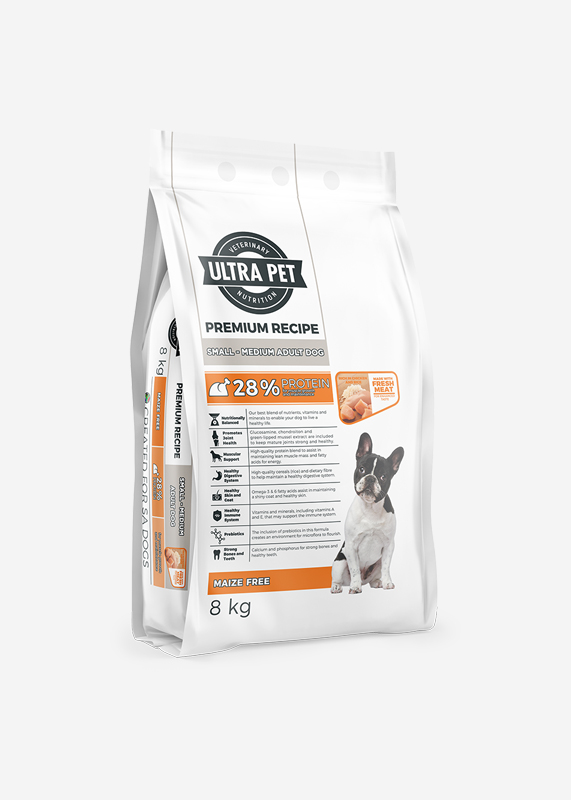 VETERINARY
ULTRA PET
NUTRITION
PREMIUM RECIPE
SMALL - MEDIUM ADULT DOG
28% PROTEIN
MADE WITH
FRESH
MEAT
Nutritionally
Balanced
Our best blend of nutrients, vitamins and
minerals to enable your dog to live a
healthy life.
Promotes
Joint
Health
Glucosamine, chondroitin and
green-lipped mussel extract are included
to keep mature joints strong and healthy.
Muscular
Support
High-quality protein blend to assist in
maintaining lean muscle mass and fatty
acids for energy.
Healthy
Digestive
System
High-quality cereals (rice) and dietary fibre
to help maintain a healthy digestive system.
Healthy
Skin and
Coat
Omega 3 & 6 fatty acids assist in maintaining
a shiny coat and healthy skin.
Healthy
Immune
System
Vitamins and minerals, including vitamins A
and E, that may support the immune system.
Prebiotics
The inclusion of prebiotics in this formula
creates an environment for microflora to flourish.
Strong
Bones and
Teeth
Calcium and phosphorus for strong bones and
healthy teeth.
MAIZE FREE
8 kg
8 kg
PREMIUM RECIPE
SMALL - MEDIUM
ADULT DOG
MAIZE FREE
28%
CREATED FOR SA DOGS